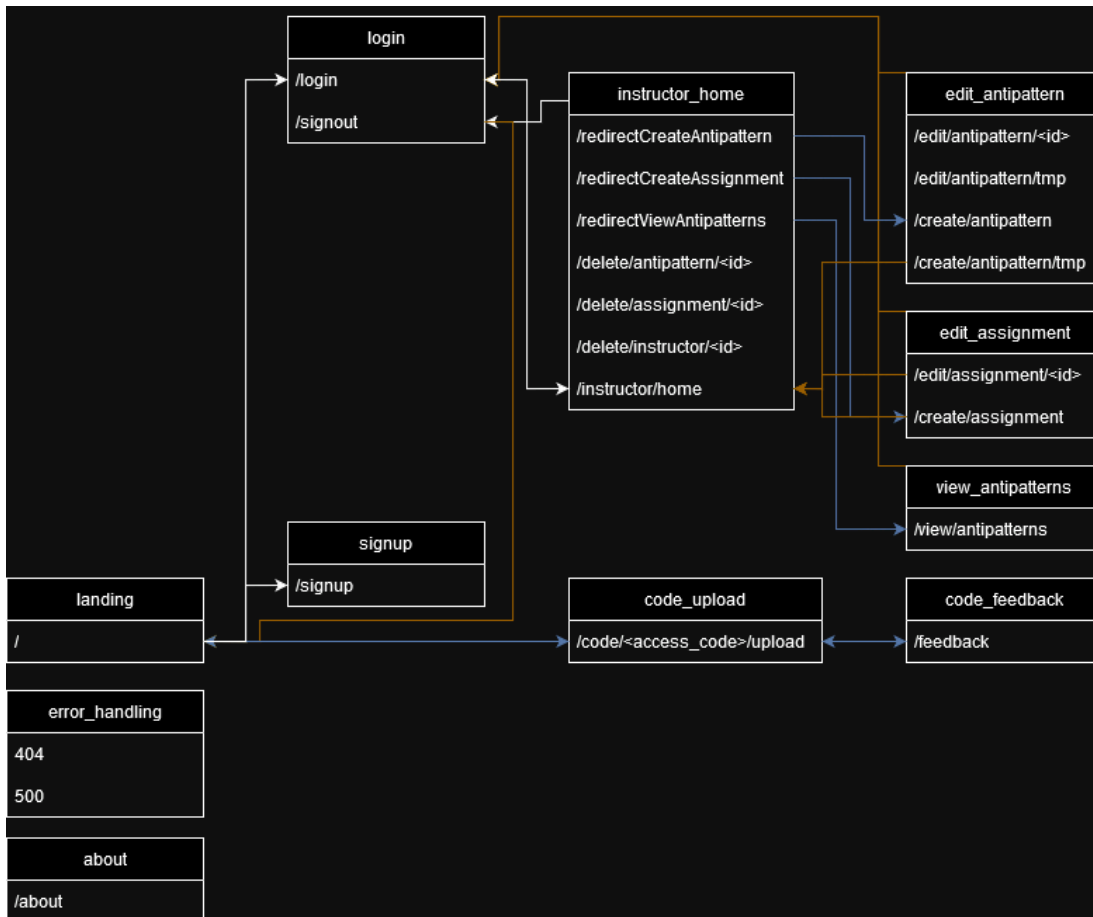 login
/login
/signout
instructor_home
/redirectCreateAntipattern
/redirectCreateAssignment
/redirectViewAntipatterns
/delete/antipattern/<id>
/delete/assignment/<id>
/delete/instructor/<id>
/instructor/home
edit_antipattern
/edit/antipattern/<id>
/edit/antipattern/tmp
/create/antipattern
/create/antipattern/tmp
edit_assignment
/edit/assignment/<id>
/create/assignment
view_antipatterns
/view/antipatterns
signup
/signup
landing
/
code_upload
/code/<access_code>/upload
code_feedback
/feedback
error_handling
404
500
about
/about